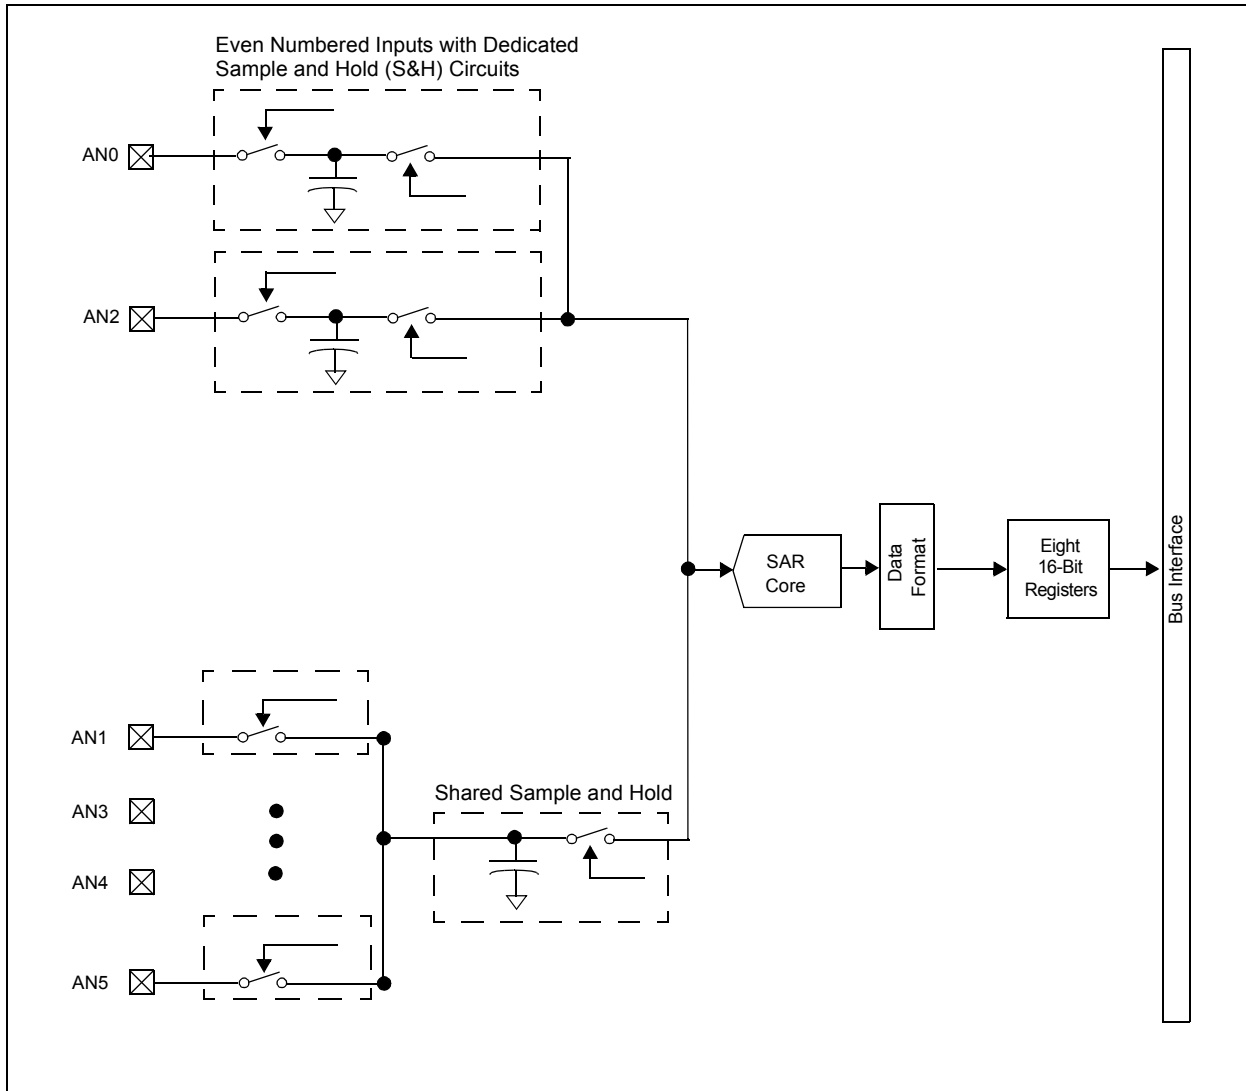 Even Numbered Inputs with Dedicated
Sample and Hold (S&H) Circuits
AN0
AN2
SAR
Core
Data
Format
Eight
16-Bit
Registers
Bus Interface
AN1
AN3
AN4
AN5
Shared Sample and Hold